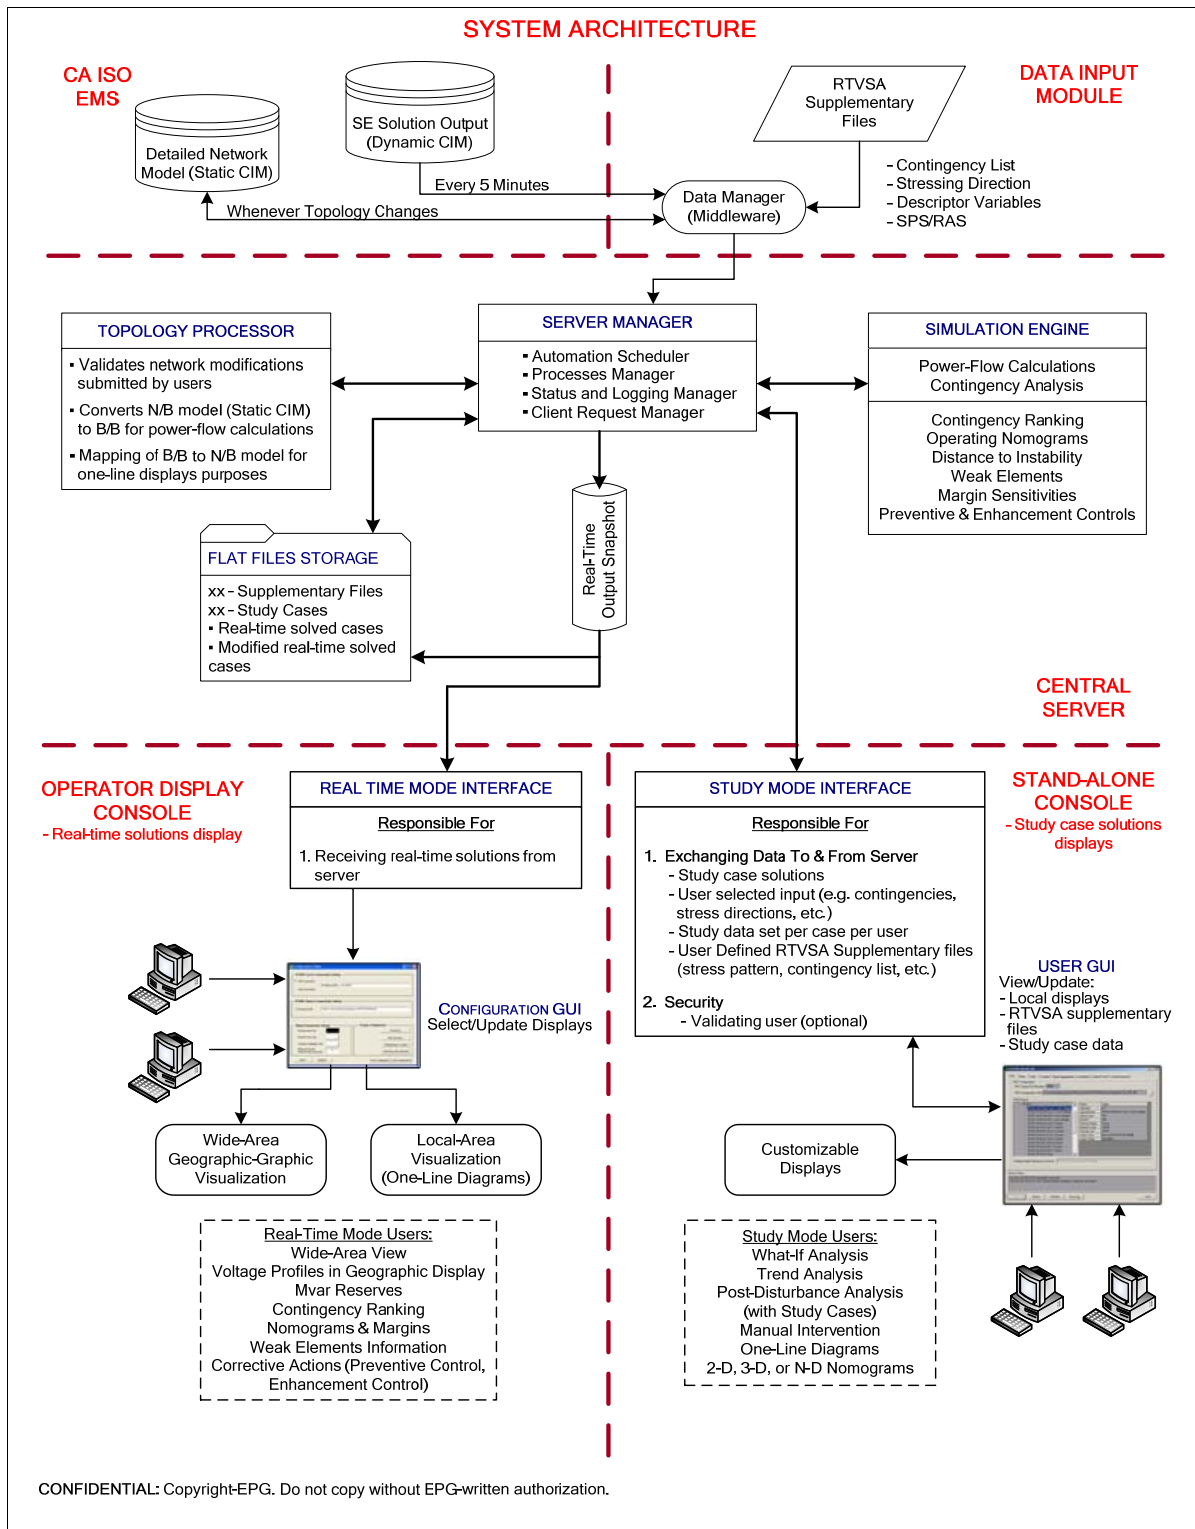 SYSTEM ARCHITECTURE
CA ISO
EMS
DATA INPUT
MODULE
SE Solution Output
(Dynamic CIM)
RTVSA
Supplementary
Files
Detailed Network
Model (Static CIM)
Every 5 Minutes
Whenever Topology Changes
Data Manager
(Middleware)
- Contingency List
- Stressing Direction
- Descriptor Variables
- SPS/RAS
TOPOLOGY PROCESSOR
▪ Validates network modifications
submitted by users
▪ Converts N/B model (Static CIM)
to B/B for power-flow calculations
▪ Mapping of B/B to N/B model for
one-line displays purposes
SERVER MANAGER
▪ Automation Scheduler
▪ Processes Manager
▪ Status and Logging Manager
▪ Client Request Manager
SIMULATION ENGINE
Power-Flow Calculations
Contingency Analysis
Contingency Ranking
Operating Nomograms
Distance to Instability
Weak Elements
Margin Sensitivities
Preventive & Enhancement Controls
Real-Time
Output Snapshot
FLAT FILES STORAGE
xx - Supplementary Files
xx - Study Cases
▪ Real-time solved cases
▪ Modified real-time solved
cases
CENTRAL
SERVER
OPERATOR DISPLAY
CONSOLE
- Real-time solutions display
REAL TIME MODE INTERFACE
Responsible For
1. Receiving real-time solutions from
server
STUDY MODE INTERFACE
Responsible For
1. Exchanging Data To & From Server
- Study case solutions
- User selected input (e.g. contingencies,
stress directions, etc.)
- Study data set per case per user
- User Defined RTVSA Supplementary files
(stress pattern, contingency list, etc.)
2. Security
- Validating user (optional)
STAND-ALONE
CONSOLE
- Study case solutions
displays
CONFIGURATION GUI
Select/Update Displays
USER GUI
View/Update:
- Local displays
- RTVSA supplementary
files
- Study case data
Wide-Area
Geographic-Graphic
Visualization
Local-Area
Visualization
(One-Line Diagrams)
Customizable
Displays
Real-Time Mode Users:
Wide-Area View
Voltage Profiles in Geographic Display
Mvar Reserves
Contingency Ranking
Nomograms & Margins
Weak Elements Information
Corrective Actions (Preventive Control,
Enhancement Control)
Study Mode Users:
What-If Analysis
Trend Analysis
Post-Disturbance Analysis
(with Study Cases)
Manual Intervention
One-Line Diagrams
2-D, 3-D, or N-D Nomograms
CONFIDENTIAL: Copyright-EPG. Do not copy without EPG-written authorization.